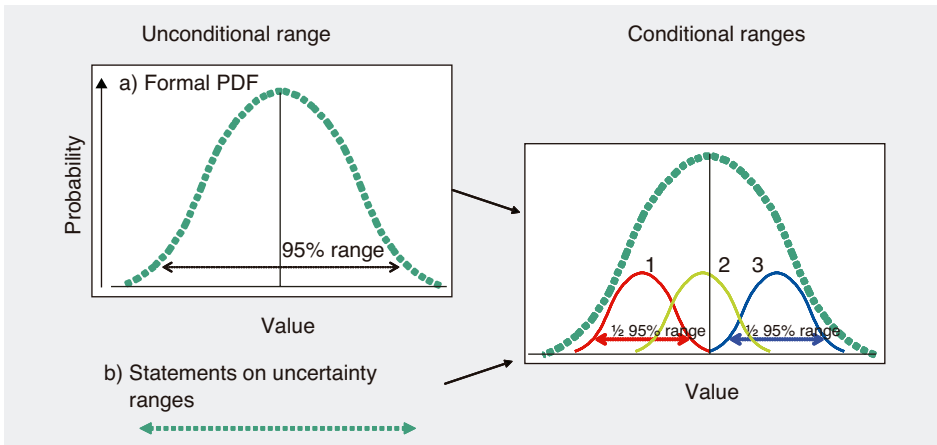 Unconditional range
Conditional ranges
a) Formal PDF
Probability
95% range
Value
1 2 3
½ 95% range ½ 95% range
Value
b) Statements on uncertainty
ranges